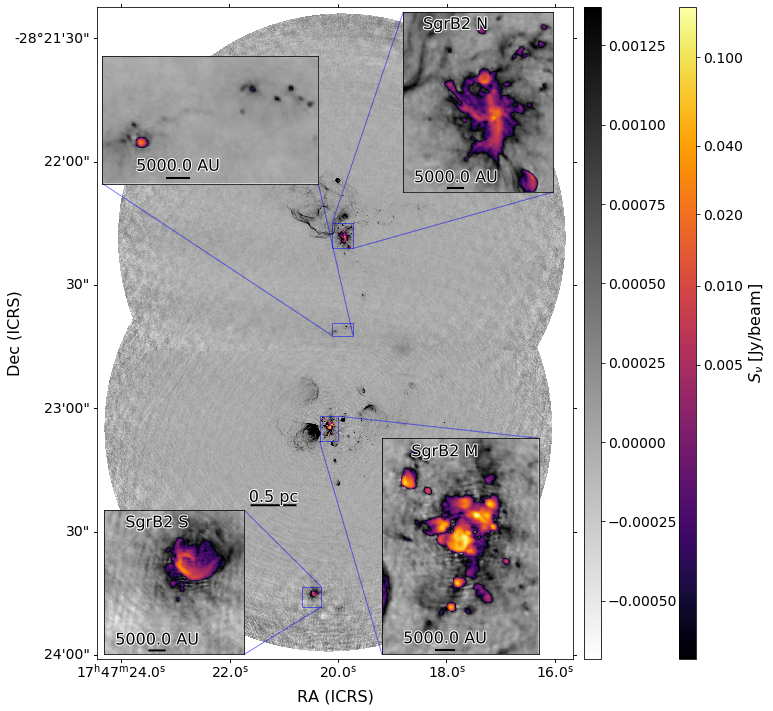 -28°21'30"
22'00"
30"
23'00"
30"
24'00"
Dec (ICRS)
17ʰ47ᵐ24.0ˢ
22.0ˢ
20.0ˢ
18.0ˢ
16.0ˢ
RA (ICRS)
5000.0 AU
SgrB2 N
5000.0 AU
0.5 pc
SgrB2 S
5000.0 AU
SgrB2 M
5000.0 AU
0.00125
0.00100
0.00075
0.00050
0.00025
0.00000
−0.00025
−0.00050
0.100
0.040
0.020
0.010
0.005
Sν [Jy/beam]